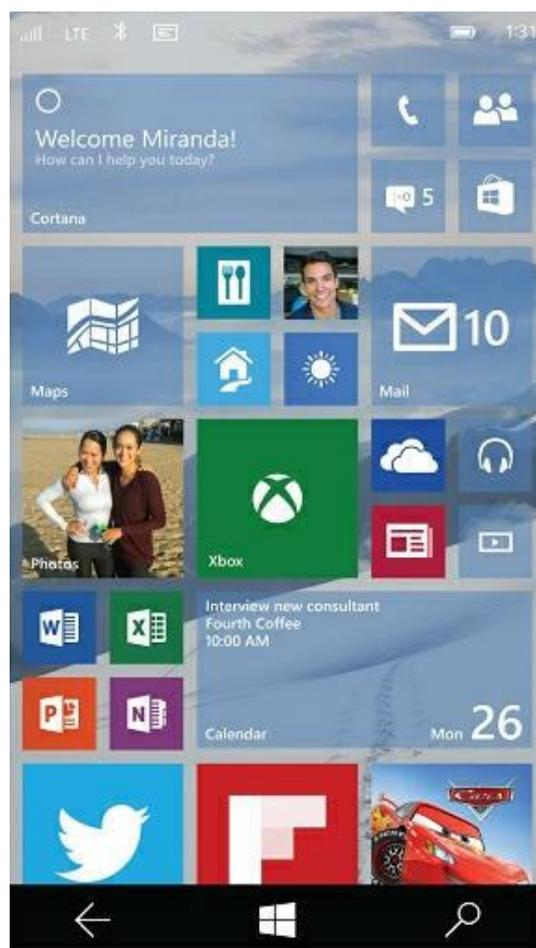 LTE
1:31
Welcome Miranda!
How can I help you today?
Cortana
5
Maps
10
Mail
Photos
Xbox
W
X
Interview new consultant
Fourth Coffee
10:00 AM
P
N
Calendar
Mon 26
Cars